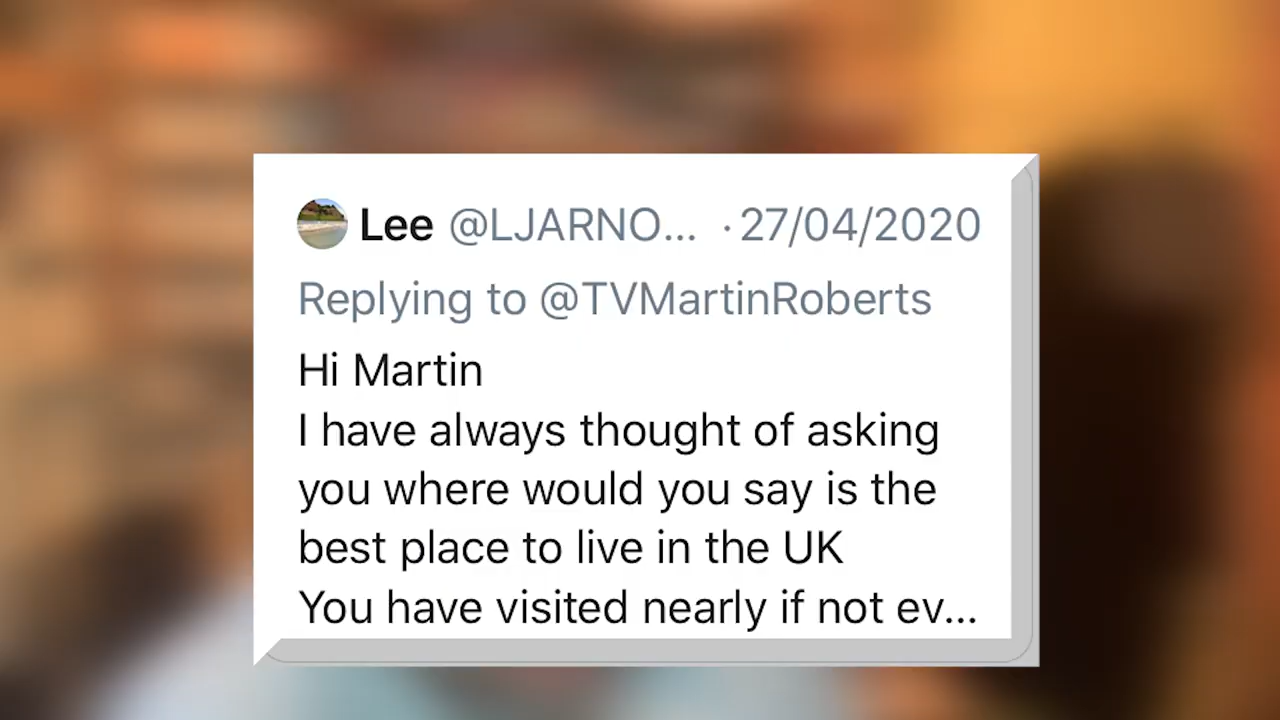 Lee @LJARNO... · 27/04/2020
Replying to @TVMartinRoberts
Hi Martin
I have always thought of asking
you where would you say is the
best place to live in the UK
You have visited nearly if not ev...